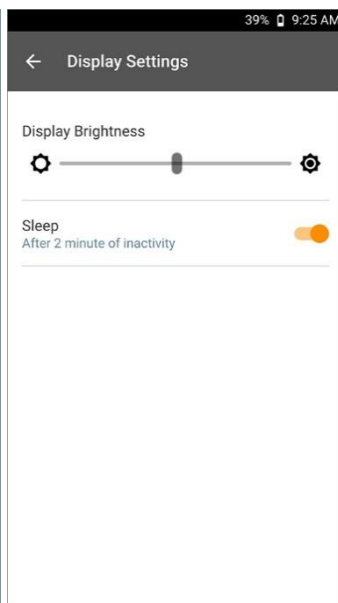 39% 9:25 AM
Display Settings
Display Brightness
Sleep
After 2 minute of inactivity